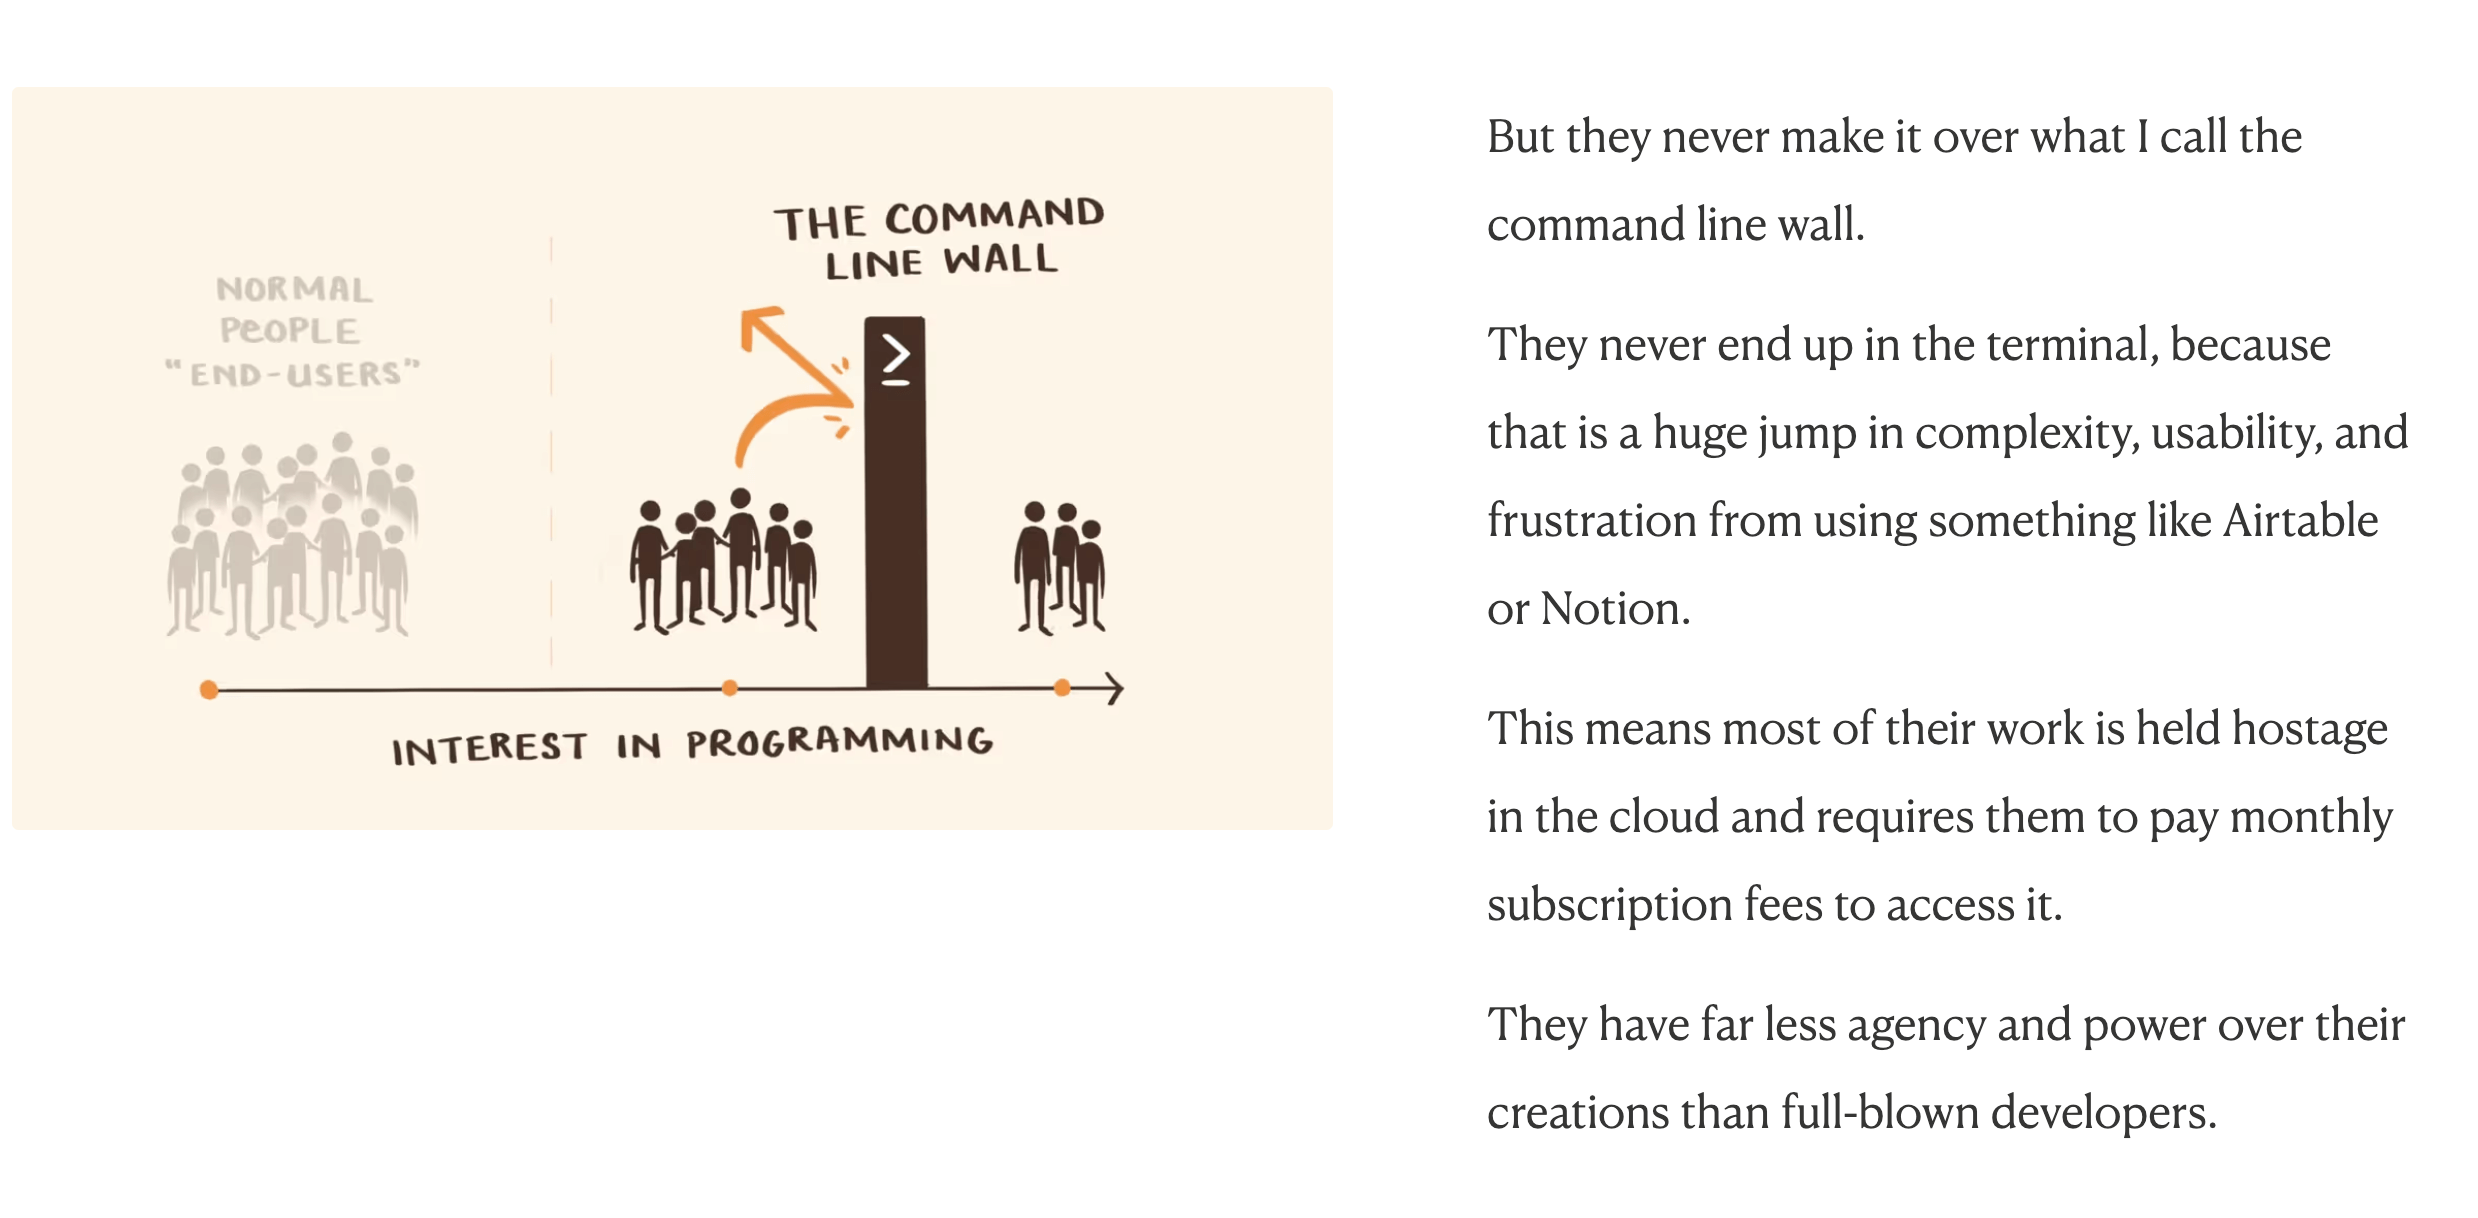 THE COMMAND
LINE WALL
NORMAL
PEOPLE
“END-USERS”
>_
INTEREST IN PROGRAMMING
But they never make it over what I call the
command line wall.
They never end up in the terminal, because
that is a huge jump in complexity, usability, and
frustration from using something like Airtable
or Notion.
This means most of their work is held hostage
in the cloud and requires them to pay monthly
subscription fees to access it.
They have far less agency and power over their
creations than full-blown developers.